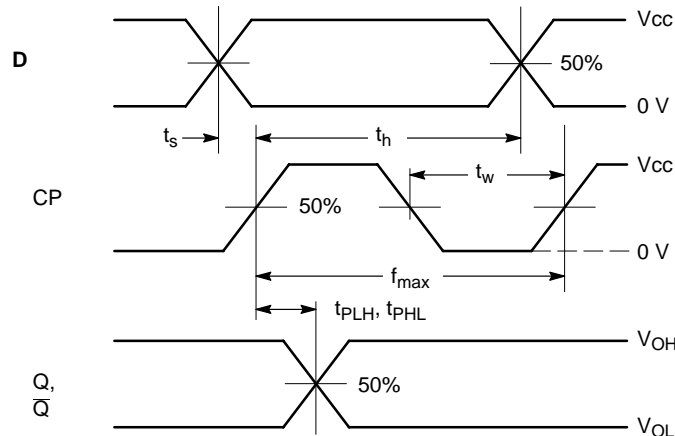 Vcc
D
50%
0 V
ts
th
Vcc
tw
CP
50%
0 V
fmax
tPLH, tPHL
VOH
Q,
50%
Q̅
VOL